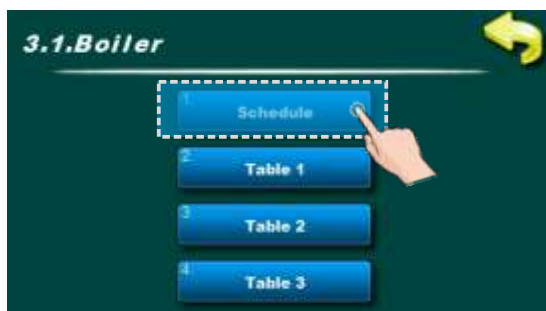 3.1.Boiler
1. Schedule
2. Table 1
3 Table 2
4. Table 3